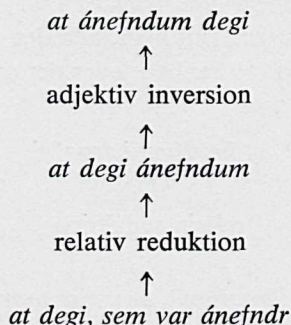 at ánefndum degi
↑
adjektiv inversion
↑
at degi ánefndum
↑
relativ reduktion
↑
at degi, sem var ánefndr